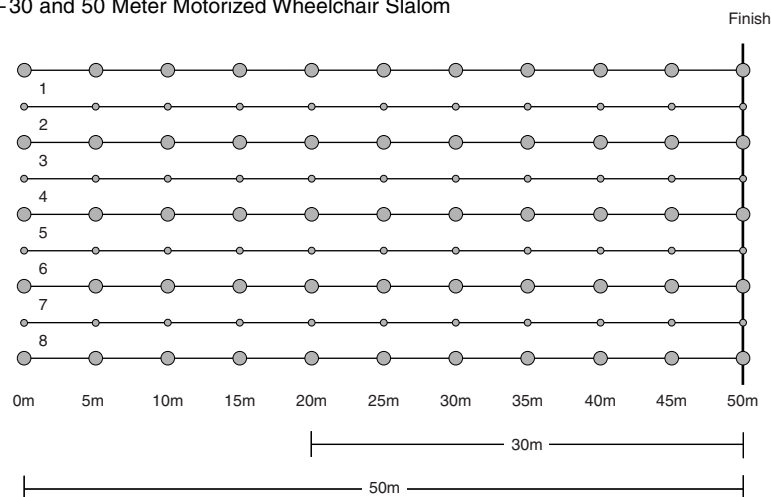 –30 and 50 Meter Motorized Wheelchair Slalom
Finish
1
2
3
4
5
6
7
8
0m 5m 10m 15m 20m 25m 30m 35m 40m 45m 50m
30m
50m